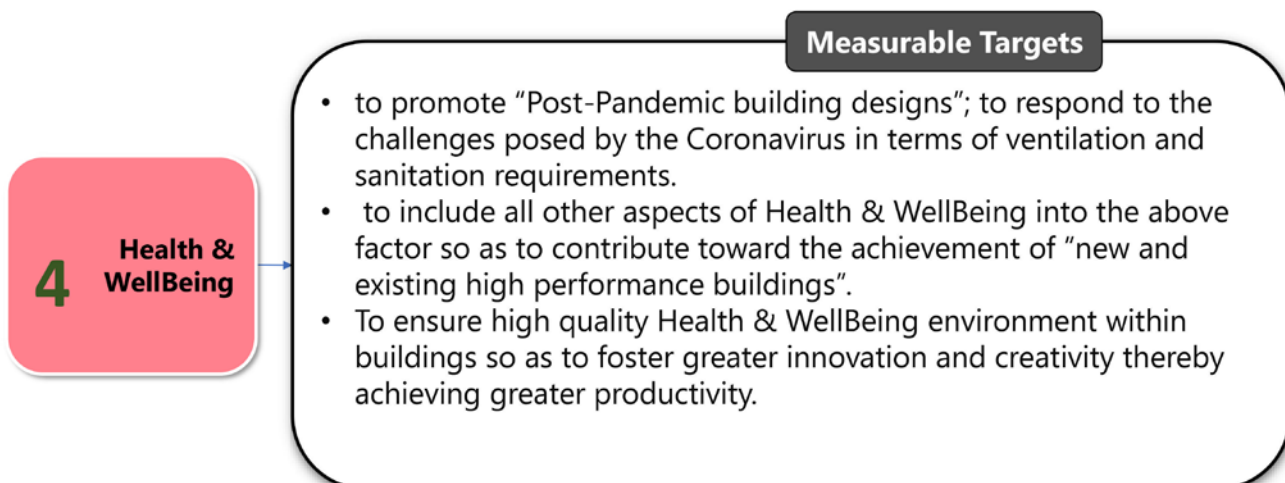 Measurable Targets
• to promote “Post-Pandemic building designs”; to respond to the
challenges posed by the Coronavirus in terms of ventilation and
sanitation requirements.
• to include all other aspects of Health & WellBeing into the above
factor so as to contribute toward the achievement of “new and
existing high performance buildings”.
• To ensure high quality Health & WellBeing environment within
buildings so as to foster greater innovation and creativity thereby
achieving greater productivity.
4
Health &
WellBeing